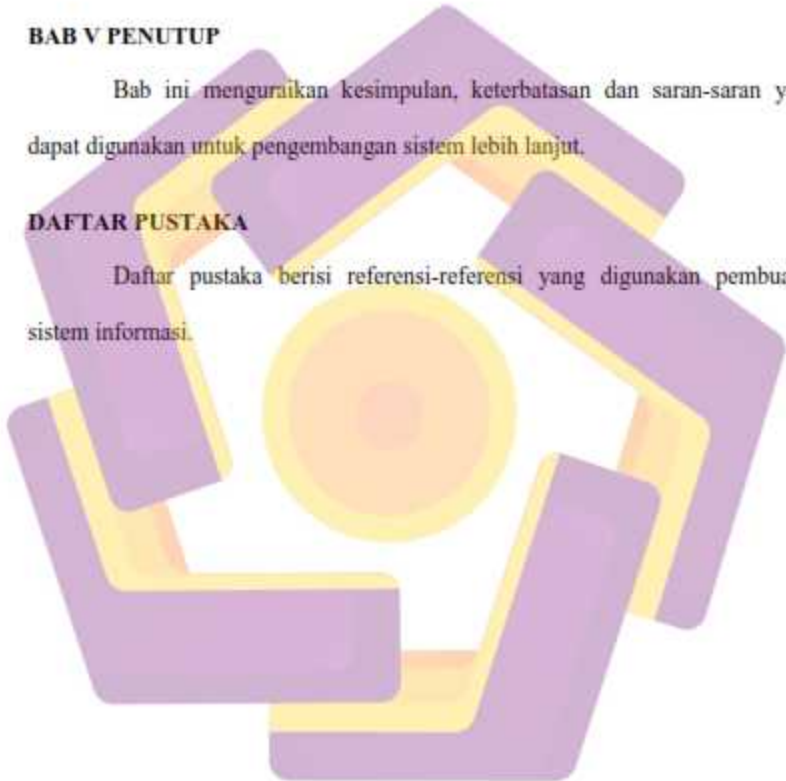 BAB V PENUTUP
Bab ini menguraikan kesimpulan, keterbatasan dan saran-saran
dapat digunakan untuk pengembangan sistem lebih lanjut.
DAFTAR PUSTAKA
Daftar pustaka berisi referensi-referensi yang digunakan
sistem informasi.